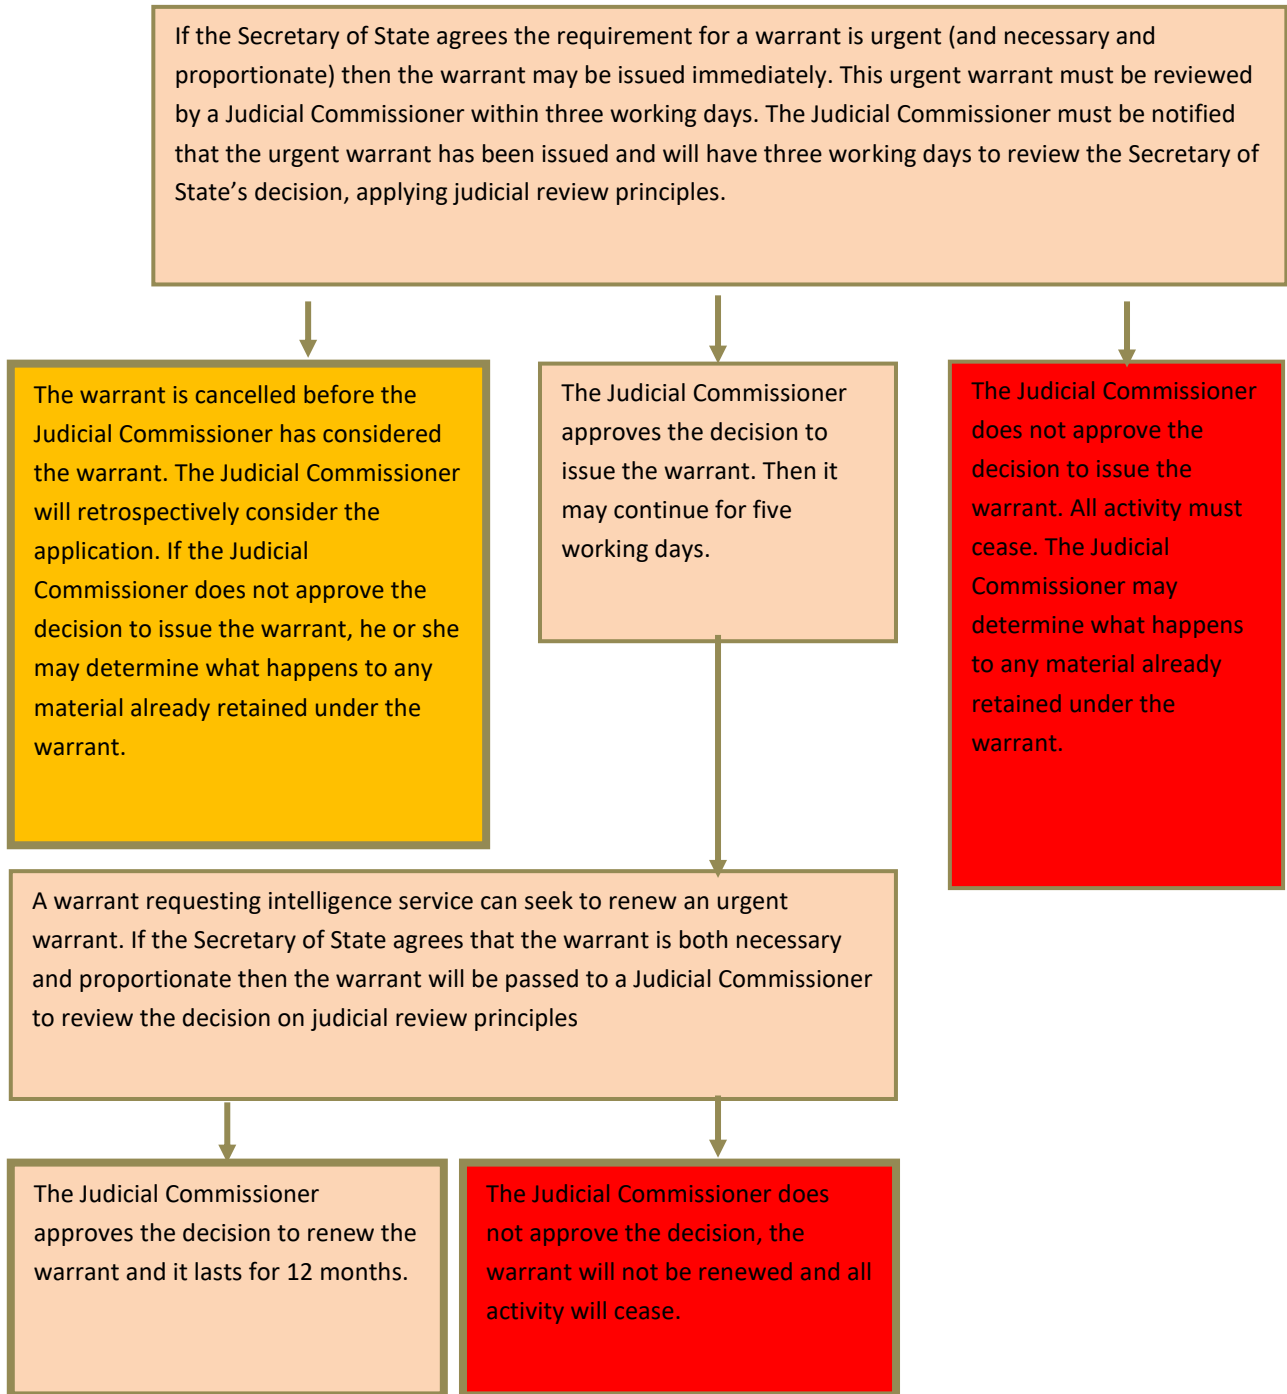 If the Secretary of State agrees the requirement for a warrant is urgent (and necessary and
proportionate) then the warrant may be issued immediately. This urgent warrant must be reviewed
by a Judicial Commissioner within three working days. The Judicial Commissioner must be notified
that the urgent warrant has been issued and will have three working days to review the Secretary of
State’s decision, applying judicial review principles.
The warrant is cancelled before the
Judicial Commissioner has considered
the warrant. The Judicial Commissioner
will retrospectively consider the
application. If the Judicial
Commissioner does not approve the
decision to issue the warrant, he or she
may determine what happens to any
material already retained under the
warrant.
The Judicial Commissioner
approves the decision to
issue the warrant. Then it
may continue for five
working days.
The Judicial Commissioner
does not approve the
decision to issue the
warrant. All activity must
cease. The Judicial
Commissioner may
determine what happens
to any material already
retained under the
warrant.
A warrant requesting intelligence service can seek to renew an urgent
warrant. If the Secretary of State agrees that the warrant is both necessary
and proportionate then the warrant will be passed to a Judicial Commissioner
to review the decision on judicial review principles
The Judicial Commissioner
approves the decision to renew the
warrant and it lasts for 12 months.
The Judicial Commissioner does
not approve the decision, the
warrant will not be renewed and all
activity will cease.